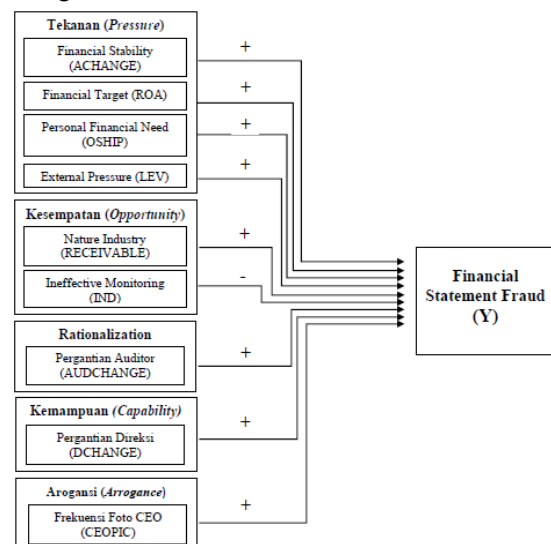 Tekanan (Pressure)
Financial Stability
(ACHANGE)
+
Financial Target (ROA)
+
Personal Financial Need
(OSHIP)
+
External Pressure (LEV)
+
Kesempatan (Opportunity)
Nature Industry
(RECEIVABLE)
+
Ineffective Monitoring
(IND)
-
Rationalization
Pergantian Auditor
(AUDCHANGE)
+
Kemampuan (Capability)
Pergantian Direksi
(DCHANGE)
+
Arogansi (Arrogance)
Frekuensi Foto CEO
(CEOPIC)
+
Financial
Statement Fraud
(Y)